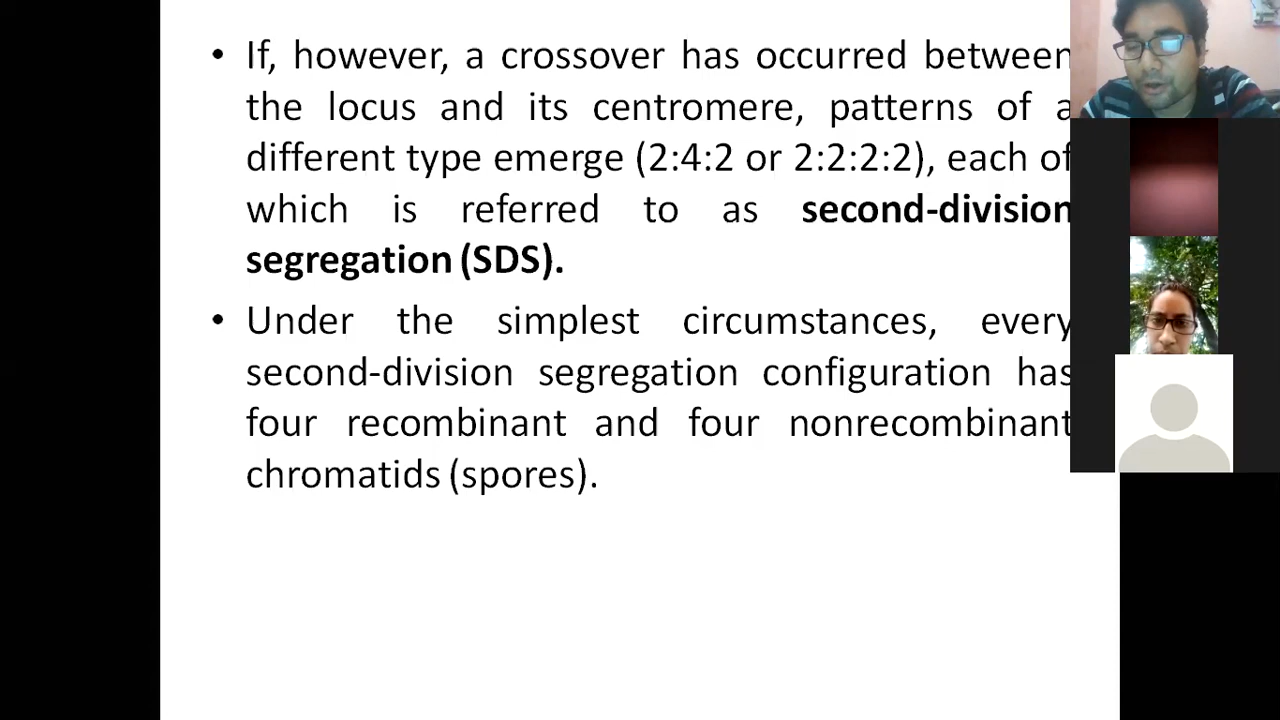 • If, however, a crossover has occurred between
the locus and its centromere, patterns of a
different type emerge (2:4:2 or 2:2:2:2), each of
which is referred to as second-division
segregation (SDS).
• Under the simplest circumstances, every
second-division segregation configuration has
four recombinant and four nonrecombinant
chromatids (spores).